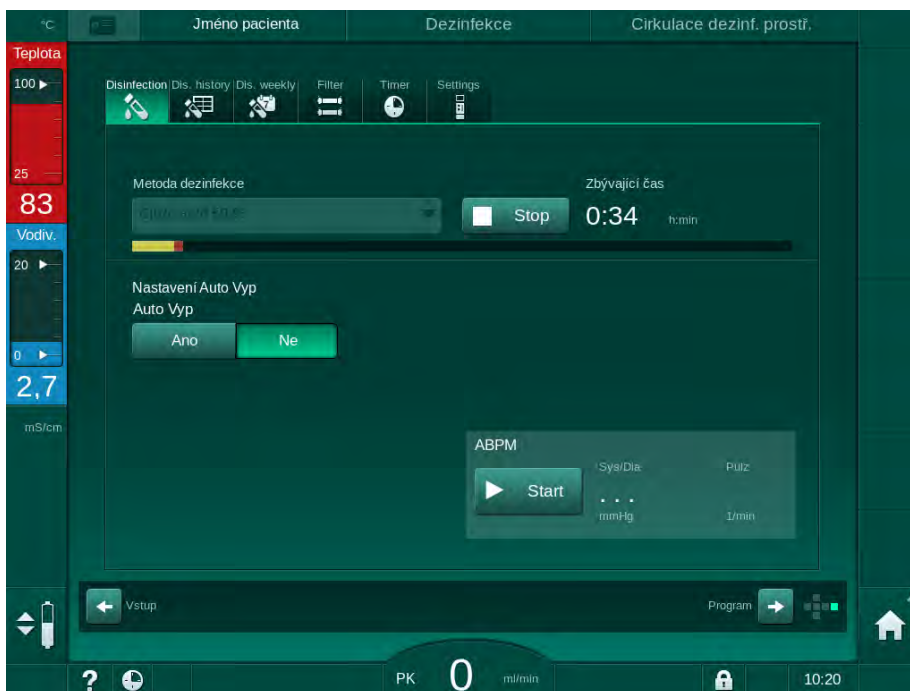 °C
Jméno pacienta
Dezinfekce
Cirkulace dezinf. prostř.
Teplota
100
25
83
Vodiv.
20
0
2,7
mS/cm
Disinfection
Dis. history
Dis. weekly
Filter
Timer
Settings
7
Metoda dezinfekce
Zbývající čas
Stop
0:34 h:min
Nastavení Auto Vyp
Auto Vyp
Ano
Ne
ABPM
Start
Sys/Dia
Pulz
. . .
mmHg
1/min
Vstup
Program
?
PK 0 ml/min
10:20